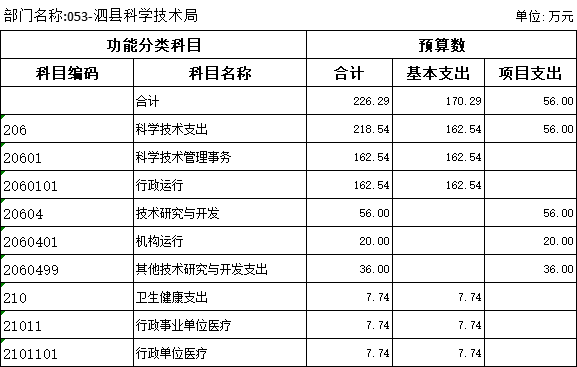 部门名称:053-泗县科学技术局 单位: 万元
功能分类科目 预算数
科目编码 科目名称 合计 基本支出 项目支出
合计 226.29 170.29 56.00
206 科学技术支出 218.54 162.54 56.00
20601 科学技术管理事务 162.54 162.54
2060101 行政运行 162.54 162.54
20604 技术研究与开发 56.00 56.00
2060401 机构运行 20.00 20.00
2060499 其他技术研究与开发支出 36.00 36.00
210 卫生健康支出 7.74 7.74
21011 行政事业单位医疗 7.74 7.74
2101101 行政单位医疗 7.74 7.74